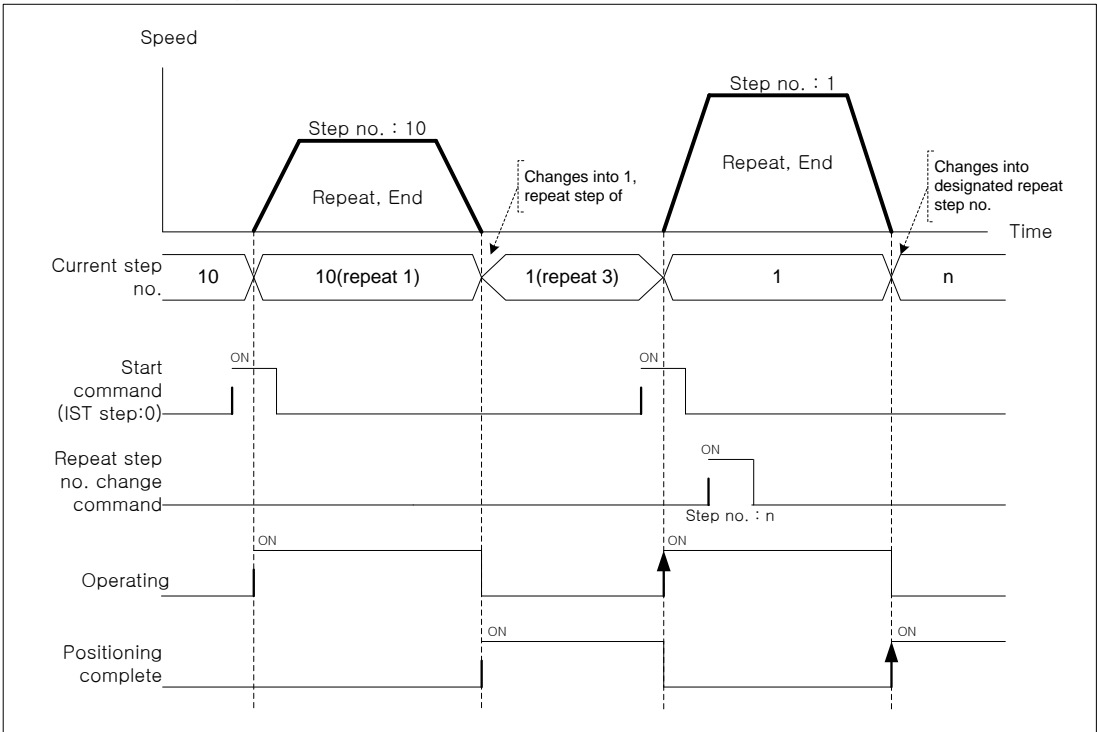 Speed
Step no. : 1
Step no. : 10
Repeat, End
Changes into 1,
repeat step of
Repeat, End
Changes into
designated repeat
step no.
Time
Current step
no.
10
10(repeat 1)
1(repeat 3)
1
n
Start
command
(IST step:0)
ON
ON
Repeat step
no. change
command
ON
Step no. : n
Operating
ON
ON
Positioning
complete
ON
ON